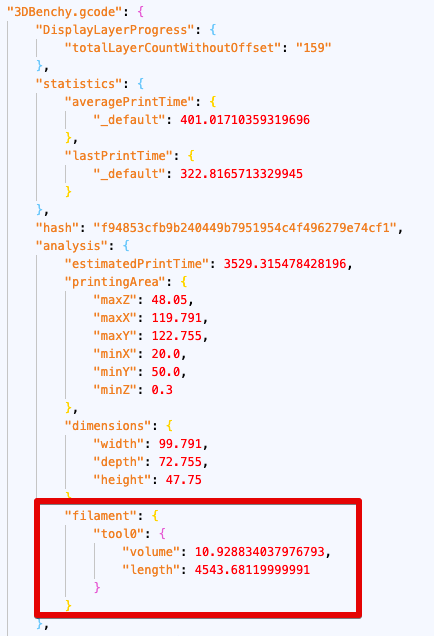 "3DBenchy.gcode": {
"DisplayLayerProgress": {
"totalLayerCountWithoutOffset": "159"
},
"statistics": {
"averagePrintTime": {
"_default": 401.01710359319696
},
"lastPrintTime": {
"_default": 322.8165713329945
}
},
"hash": "f94853cfb9b240449b7951954c4f496279e74cf1",
"analysis": {
"estimatedPrintTime": 3529.315478428196,
"printingArea": {
"maxZ": 48.05,
"maxX": 119.791,
"maxY": 122.755,
"minX": 20.0,
"minY": 50.0,
"minZ": 0.3
},
"dimensions": {
"width": 99.791,
"depth": 72.755,
"height": 47.75
}
"filament": {
"tool0": {
"volume": 10.928834037976793,
"length": 4543.68119999991
}
}
},